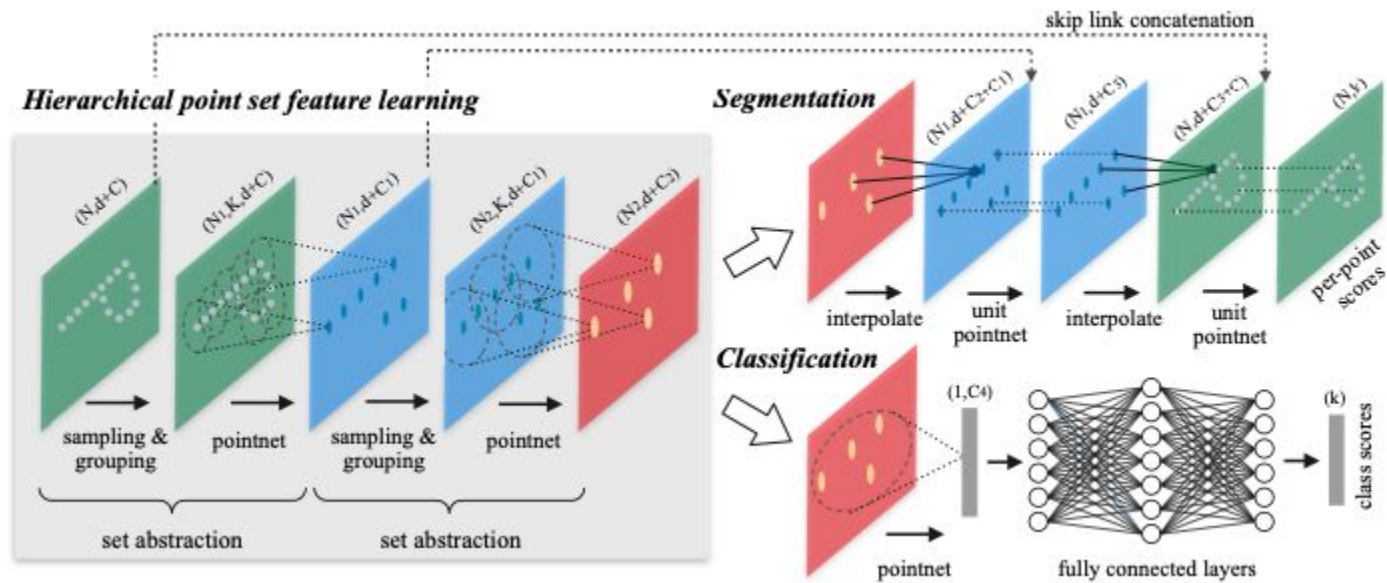 skip link concatenation
Hierarchical point set feature learning
(N,d+C)
(N1,K,d+C)
(N1,d+C1)
(N2,K,d+C1)
(N2,d+C2)
sampling &
grouping
pointnet
sampling &
grouping
pointnet
set abstraction
set abstraction
Segmentation
(N1,d+C2+C1)
(N1,d+C3)
(N,d+C3+C)
(N,k)
interpolate
unit
pointnet
interpolate
unit
pointnet
per-point
scores
Classification
(1,C4)
(k)
class scores
pointnet
fully connected layers